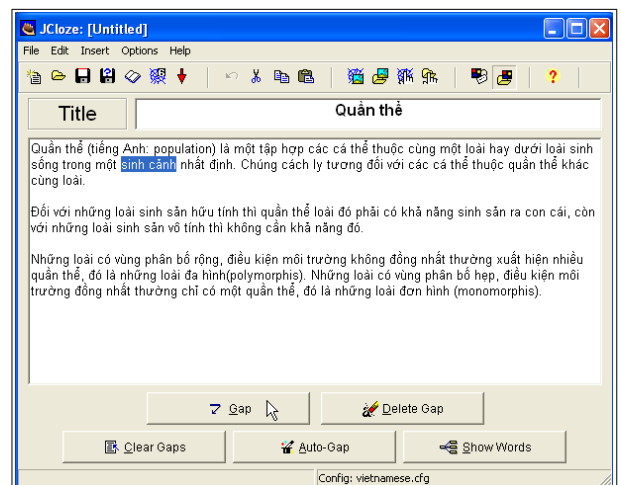 JCloze: [Untitled]
File Edit Insert Options Help
Title
Quần thể
Quần thể (tiếng Anh: population) là một tập hợp các cá thể thuộc cùng một loài hay dưới loài sinh
sống trong một sinh cảnh nhất định. Chúng cách ly tương đối với các cá thể thuộc quần thể khác
cùng loài.
Đối với những loài sinh sản hữu tính thì quần thể loài đó phải có khả năng sinh sản ra con cái, còn
với những loài sinh sản vô tính thì không cần khả năng đó.
Những loài có vùng phân bố rộng, điều kiện môi trường không đồng nhất thường xuất hiện nhiều
quần thể, đó là những loài đa hình(polymorphis). Những loài có vùng phân bố hẹp, điều kiện môi
trường đồng nhất thường chỉ có một quần thể, đó là những loài đơn hình (monomorphis).
Gap Delete Gap
Clear Gaps Auto-Gap Show Words
Config: vietnamese.cfg